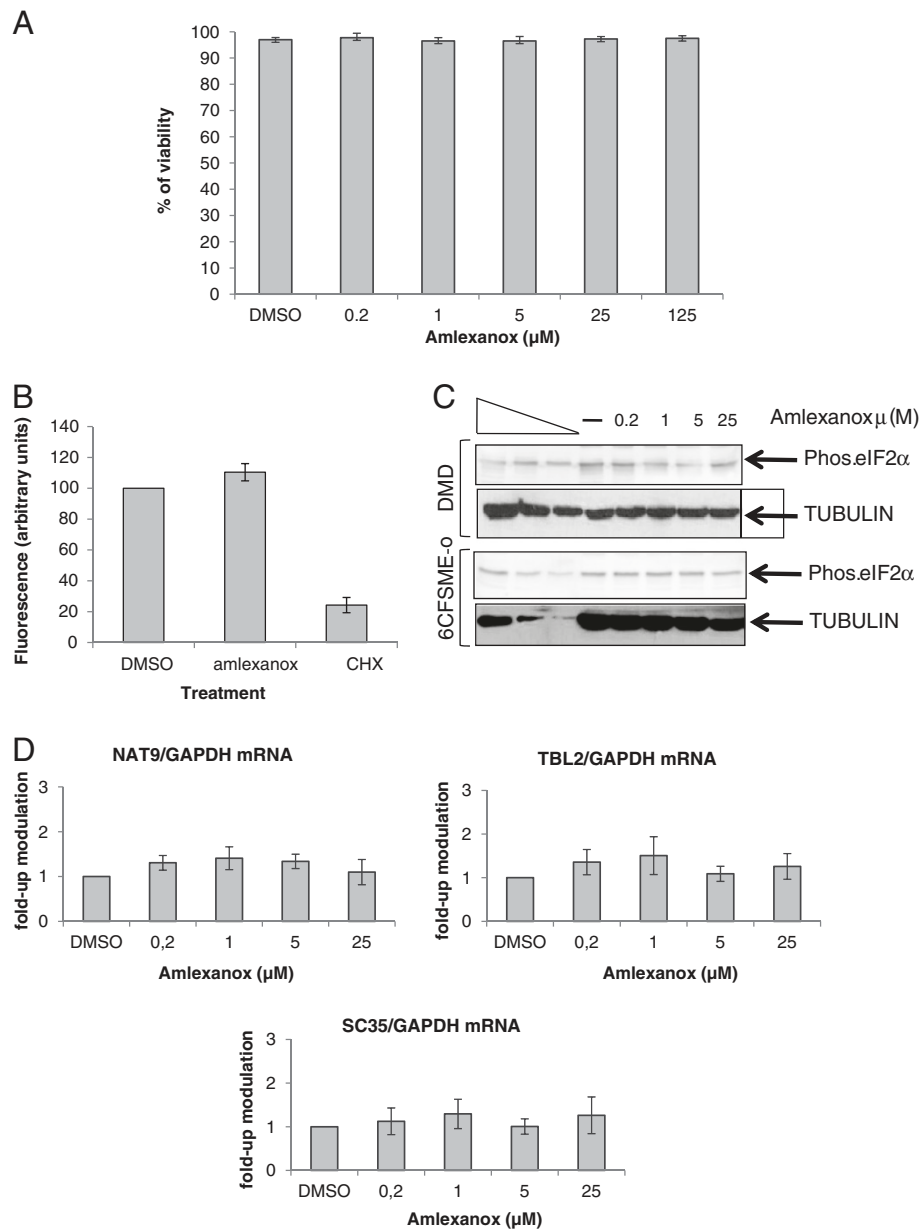 A
100
90
80
70
60
50
40
30
20
10
0
% of viability
DMSO 0.2 1 5 25 125
Amlexanox (µM)
B
140
120
100
80
60
40
20
0
Fluorescence (arbitrary units)
DMSO amlexanox CHX
Treatment
C
— 0.2 1 5 25 Amlexanox µ (M)
DMD
Phos.eIF2α
TUBULIN
6CFSME-o
Phos.eIF2α
TUBULIN
D
NAT9/GAPDH mRNA
3
2
1
0
fold-up modulation
DMSO 0,2 1 5 25
Amlexanox (µM)
TBL2/GAPDH mRNA
3
2
1
0
fold-up modulation
DMSO 0,2 1 5 25
Amlexanox (µM)
SC35/GAPDH mRNA
3
2
1
0
fold-up modulation
DMSO 0,2 1 5 25
Amlexanox (µM)